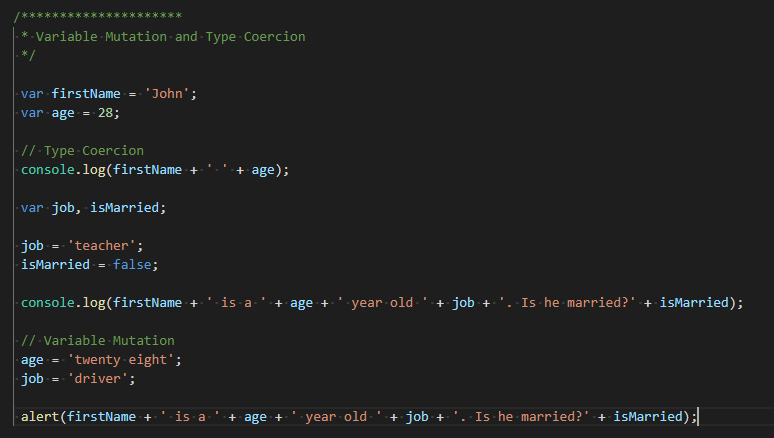 /*********************
* Variable Mutation and Type Coercion
*/
var firstName = 'John';
var age = 28;
// Type Coercion
console.log(firstName + ' ' + age);
var job, isMarried;
job = 'teacher';
isMarried = false;
console.log(firstName + ' is a ' + age + ' year old ' + job + '. Is he married?' + isMarried);
// Variable Mutation
age = 'twenty eight';
job = 'driver';
alert(firstName + ' is a ' + age + ' year old ' + job + '. Is he married?' + isMarried);